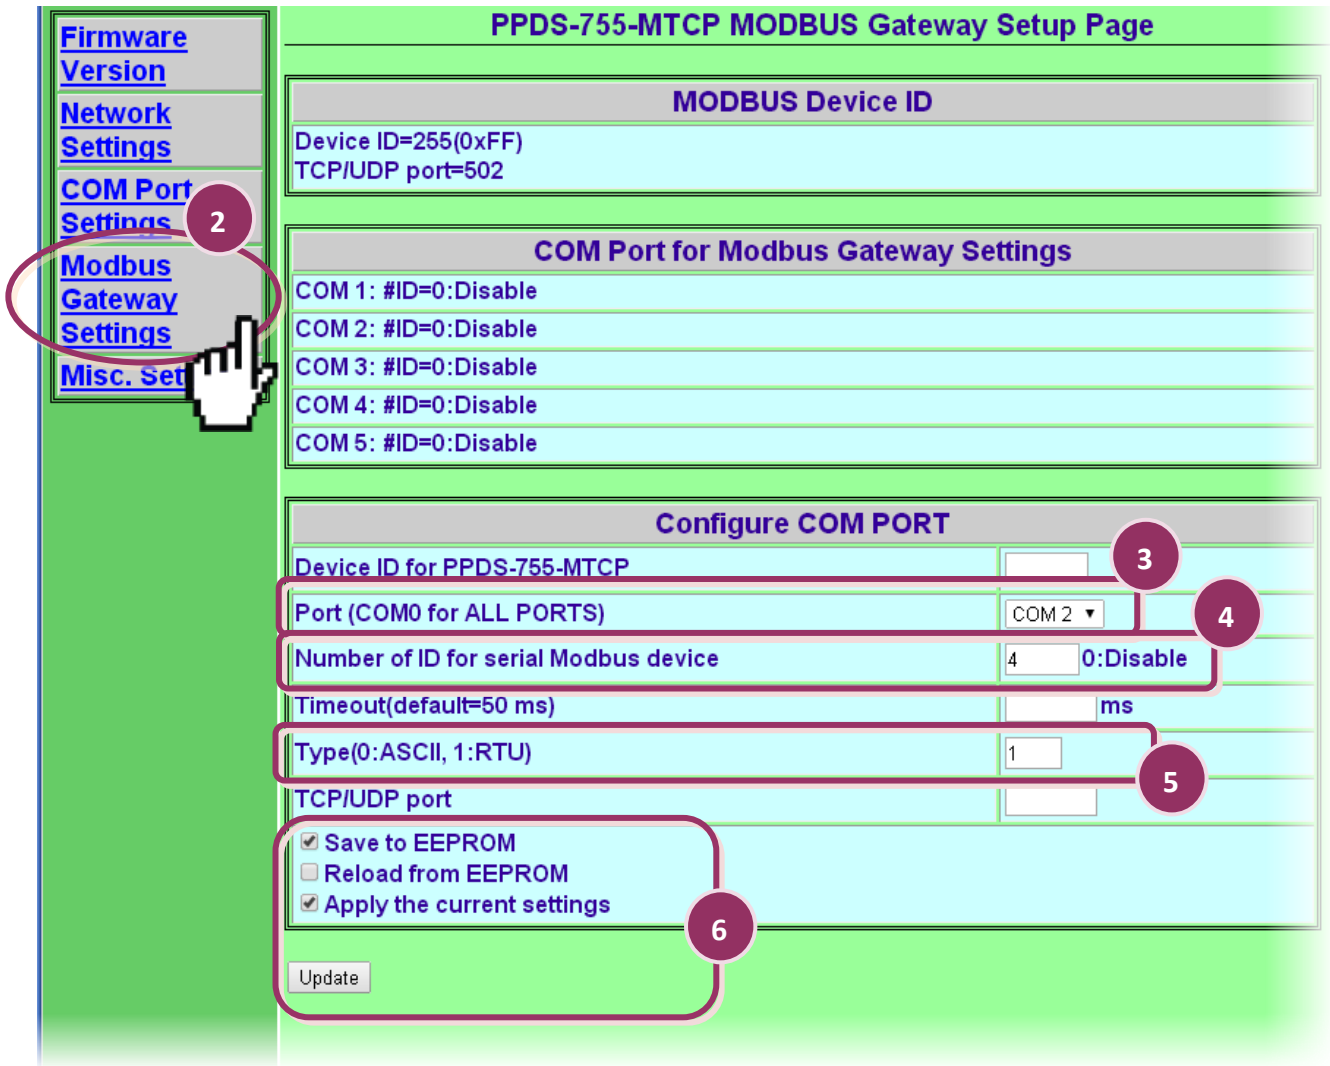 Firmware
Version
Network
Settings
COM Port
Settings
2
Modbus
Gateway
Settings
Misc.
PPDS-755-MTCP MODBUS Gateway Setup Page
MODBUS Device ID
Device ID=255(0xFF)
TCP/UDP port=502
COM Port for Modbus Gateway Settings
COM 1: #ID=0:Disable
COM 2: #ID=0:Disable
COM 3: #ID=0:Disable
COM 4: #ID=0:Disable
COM 5: #ID=0:Disable
Configure COM PORT
Device ID for PPDS-755-MTCP
3
Port (COM0 for ALL PORTS) COM 2
4
Number of ID for serial Modbus device 4 0:Disable
Timeout(default=50 ms) ms
Type(0:ASCII, 1:RTU) 1
5
TCP/UDP port
Save to EEPROM
Reload from EEPROM
Apply the current settings
6
Update